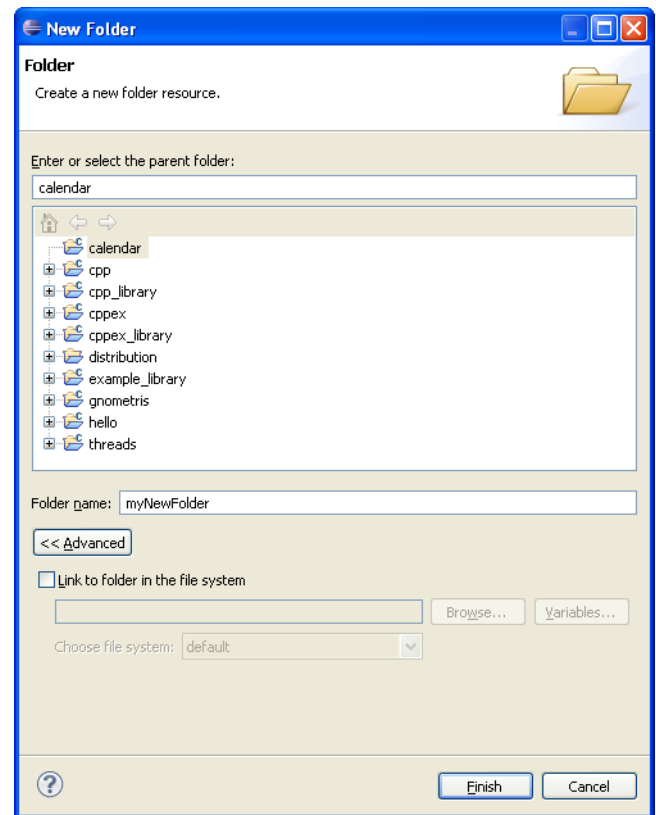 New Folder
Folder
Create a new folder resource.
Enter or select the parent folder:
calendar
calendar
cpp
cpp_library
cppex
cppex_library
distribution
example_library
gnometris
hello
threads
Folder name: myNewFolder
<< Advanced
Link to folder in the file system
Browse... Variables...
Choose file system: default
Finish Cancel